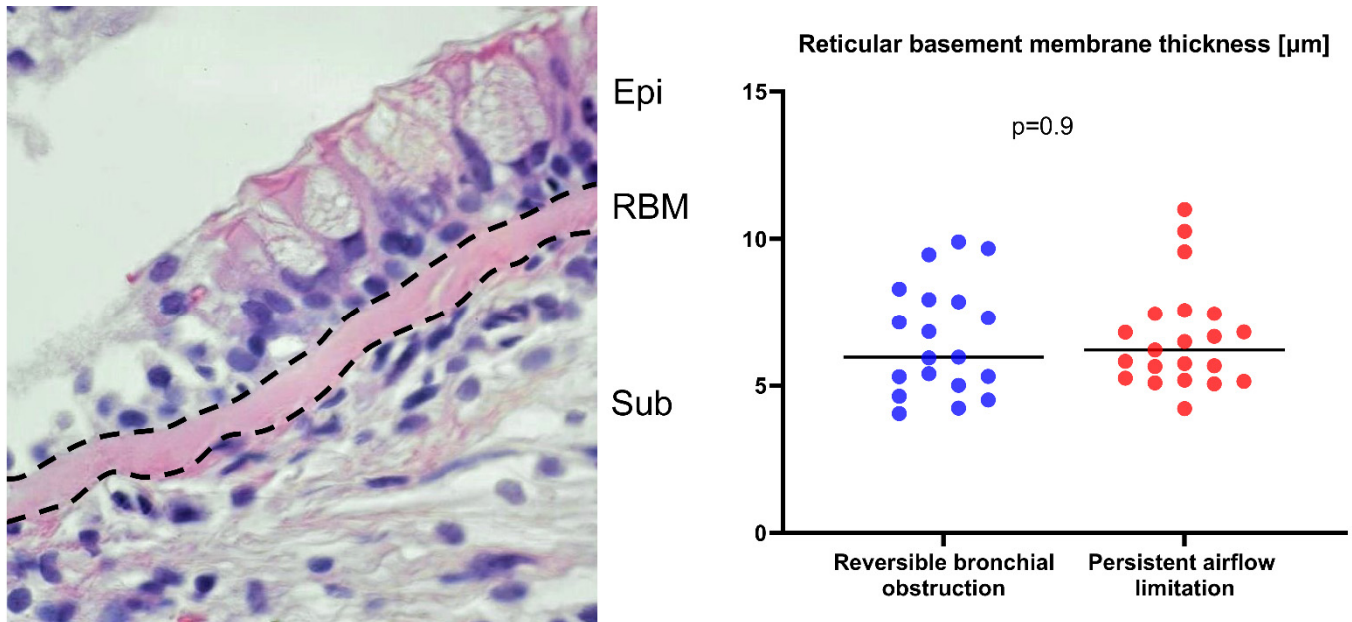 Epi
RBM
Sub
Reticular basement membrane thickness [µm]
15
p=0.9
10
5
0
Reversible bronchial
obstruction
Persistent airflow
limitation